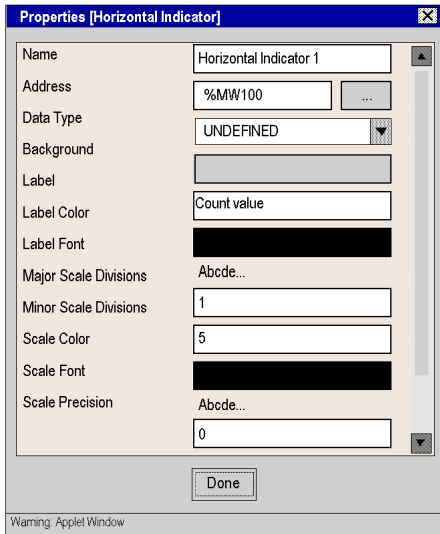 Properties [Horizontal Indicator]
Name
Horizontal Indicator 1
Address
%MW100
...
Data Type
UNDEFINED
Background
Label
Count value
Label Color
Label Font
Abcde...
Major Scale Divisions
1
Minor Scale Divisions
5
Scale Color
Scale Font
Abcde...
Scale Precision
0
Done
Warning: Applet Window